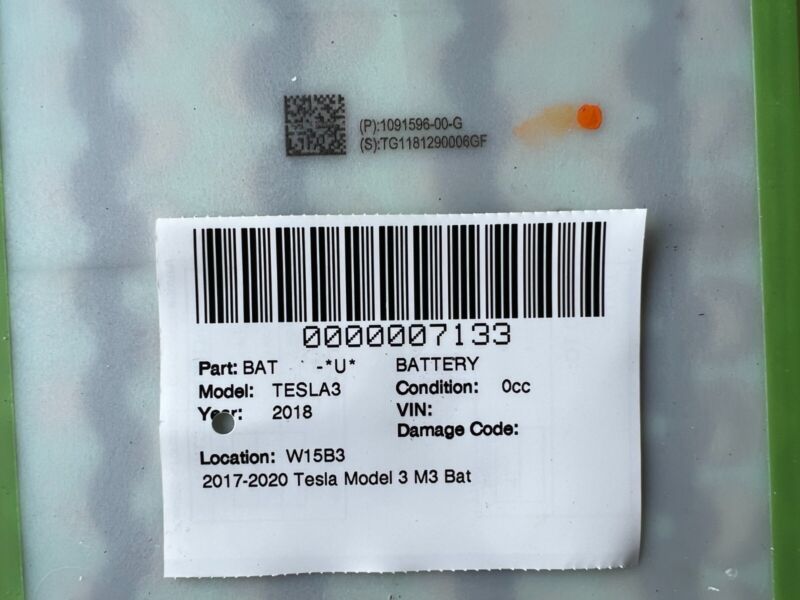 (P):1091596-00-G
(S):TG1181290006GF
0000007133
Part: BAT -*U* BATTERY
Model: TESLA3 Condition: 0cc
Year: 2018 VIN:
Damage Code:
Location: W15B3
2017-2020 Tesla Model 3 M3 Bat